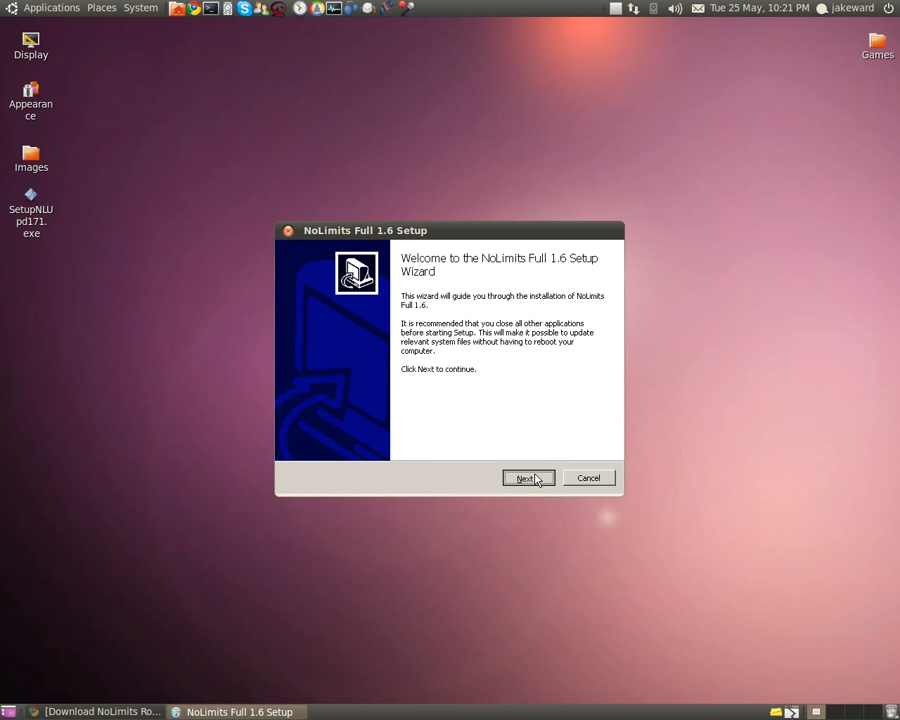 Applications Places System
Tue 25 May, 10:21 PM jakeward
Display
Appearan
ce
Images
SetupNLU
pd171.
exe
Games
NoLimits Full 1.6 Setup
Welcome to the NoLimits Full 1.6 Setup
Wizard
This wizard will guide you through the installation of NoLimits
Full 1.6.
It is recommended that you close all other applications
before starting Setup. This will make it possible to update
relevant system files without having to reboot your
computer.
Click Next to continue.
Next Cancel
[Download NoLimits Ro... NoLimits Full 1.6 Setup